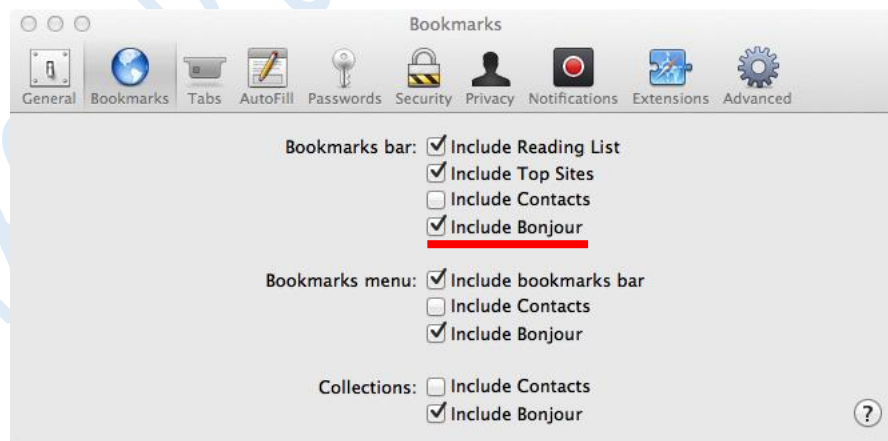 Bookmarks
General Bookmarks Tabs AutoFill Passwords Security Privacy Notifications Extensions Advanced
Bookmarks bar: Include Reading List
Include Top Sites
Include Contacts
Include Bonjour
Bookmarks menu: Include bookmarks bar
Include Contacts
Include Bonjour
Collections: Include Contacts
Include Bonjour
?